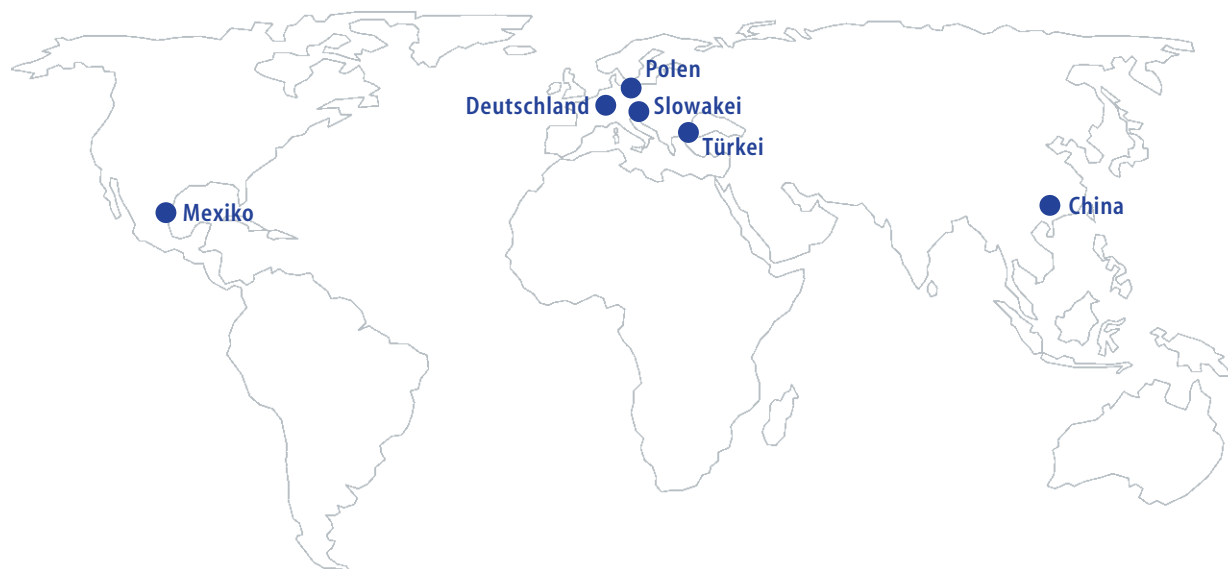 Polen
Deutschland
Slowakei
Türkei
Mexiko
China